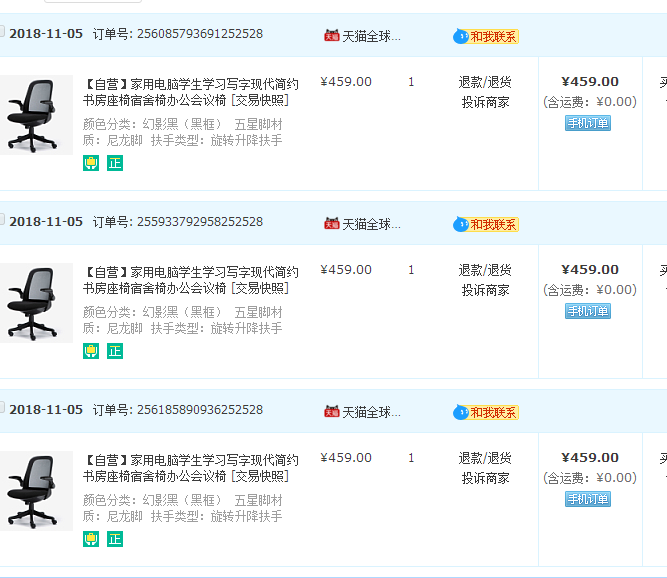 2018-11-05 订单号: 256085793691252528 天猫 天猫全球... 和我联系
【自营】家用电脑学生学习写字现代简约 ¥459.00 1 退款/退货 ¥459.00
书房座椅宿舍椅办公会议椅 [交易快照] 投诉商家 (含运费: ¥0.00)
颜色分类：幻影黑（黑框） 五星脚材 手机订单
质：尼龙脚 扶手类型：旋转升降扶手
正
2018-11-05 订单号: 255933792958252528 天猫 天猫全球... 和我联系
【自营】家用电脑学生学习写字现代简约 ¥459.00 1 退款/退货 ¥459.00
书房座椅宿舍椅办公会议椅 [交易快照] 投诉商家 (含运费: ¥0.00)
颜色分类：幻影黑（黑框） 五星脚材 手机订单
质：尼龙脚 扶手类型：旋转升降扶手
正
2018-11-05 订单号: 256185890936252528 天猫 天猫全球... 和我联系
【自营】家用电脑学生学习写字现代简约 ¥459.00 1 退款/退货 ¥459.00
书房座椅宿舍椅办公会议椅 [交易快照] 投诉商家 (含运费: ¥0.00)
颜色分类：幻影黑（黑框） 五星脚材 手机订单
质：尼龙脚 扶手类型：旋转升降扶手
正